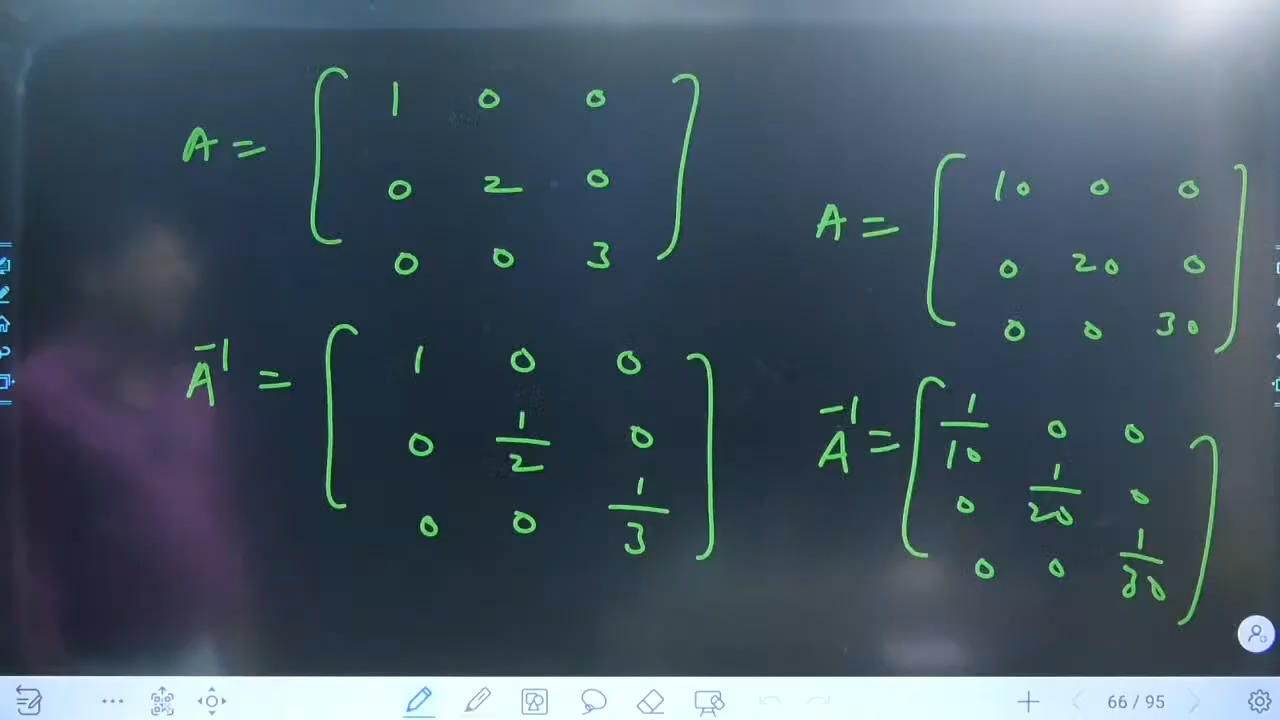 A = [ 1 0 0
0 2 0
0 0 3 ]
A⁻¹ = [ 1 0 0
0 1/2 0
0 0 1/3 ]
A = [ 10 0 0
0 20 0
0 0 30 ]
A⁻¹ = [ 1/10 0 0
0 1/20 0
0 0 1/30 ]
66 / 95